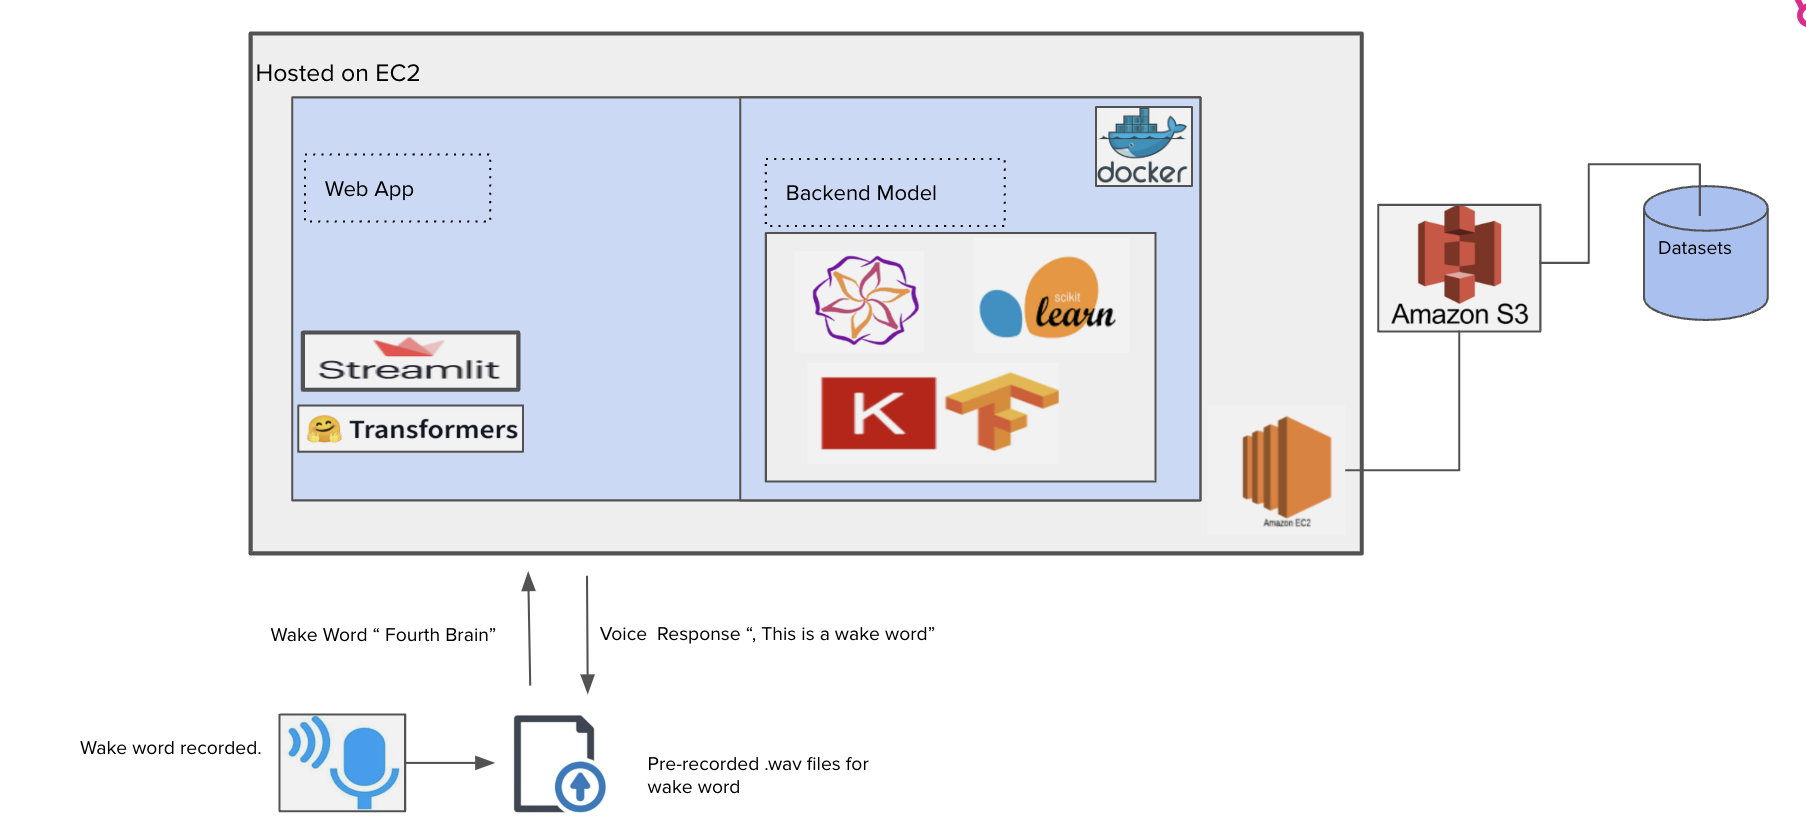 Hosted on EC2
Web App
Streamlit
🤗 Transformers
Backend Model
docker
scikit
learn
K
Amazon EC2
Amazon S3
Datasets
Wake Word “ Fourth Brain”
Voice  Response “, This is a wake word”
Wake word recorded.
Pre-recorded .wav files for
wake word